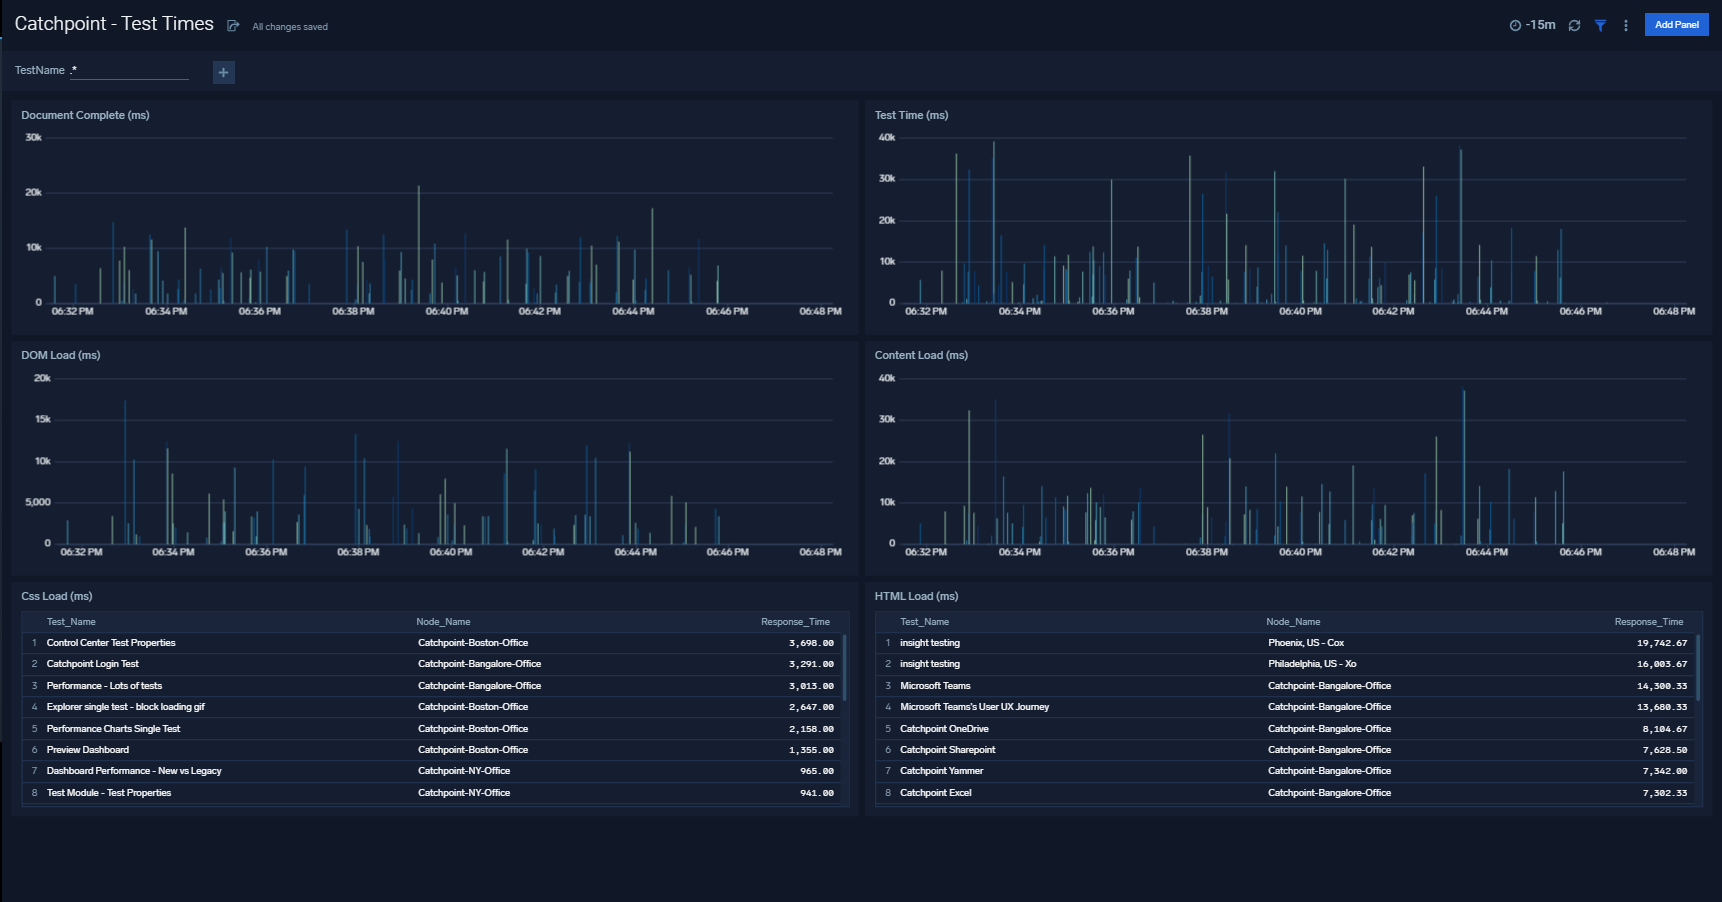 Catchpoint - Test Times All changes saved -15m Add Panel
TestName .* +
Document Complete (ms)
30k
20k
10k
0
06:32 PM 06:34 PM 06:36 PM 06:38 PM 06:40 PM 06:42 PM 06:44 PM 06:46 PM 06:48 PM
Test Time (ms)
40k
30k
20k
10k
0
06:32 PM 06:34 PM 06:36 PM 06:38 PM 06:40 PM 06:42 PM 06:44 PM 06:46 PM 06:48 PM
DOM Load (ms)
20k
15k
10k
5,000
0
06:32 PM 06:34 PM 06:36 PM 06:38 PM 06:40 PM 06:42 PM 06:44 PM 06:46 PM 06:48 PM
Content Load (ms)
40k
30k
20k
10k
0
06:32 PM 06:34 PM 06:36 PM 06:38 PM 06:40 PM 06:42 PM 06:44 PM 06:46 PM 06:48 PM
Css Load (ms)
Test_Name Node_Name Response_Time
1 Control Center Test Properties Catchpoint-Boston-Office 3,698.00
2 Catchpoint Login Test Catchpoint-Bangalore-Office 3,291.00
3 Performance - Lots of tests Catchpoint-Bangalore-Office 3,013.00
4 Explorer single test - block loading gif Catchpoint-Boston-Office 2,647.00
5 Performance Charts Single Test Catchpoint-Boston-Office 2,158.00
6 Preview Dashboard Catchpoint-Boston-Office 1,355.00
7 Dashboard Performance - New vs Legacy Catchpoint-NY-Office 965.00
8 Test Module - Test Properties Catchpoint-NY-Office 941.00
HTML Load (ms)
Test_Name Node_Name Response_Time
1 insight testing Phoenix, US - Cox 19,742.67
2 insight testing Philadelphia, US - Xo 16,003.67
3 Microsoft Teams Catchpoint-Bangalore-Office 14,300.33
4 Microsoft Teams's User UX Journey Catchpoint-Bangalore-Office 13,680.33
5 Catchpoint OneDrive Catchpoint-Bangalore-Office 8,104.67
6 Catchpoint Sharepoint Catchpoint-Bangalore-Office 7,628.50
7 Catchpoint Yammer Catchpoint-Bangalore-Office 7,342.00
8 Catchpoint Excel Catchpoint-Bangalore-Office 7,302.33